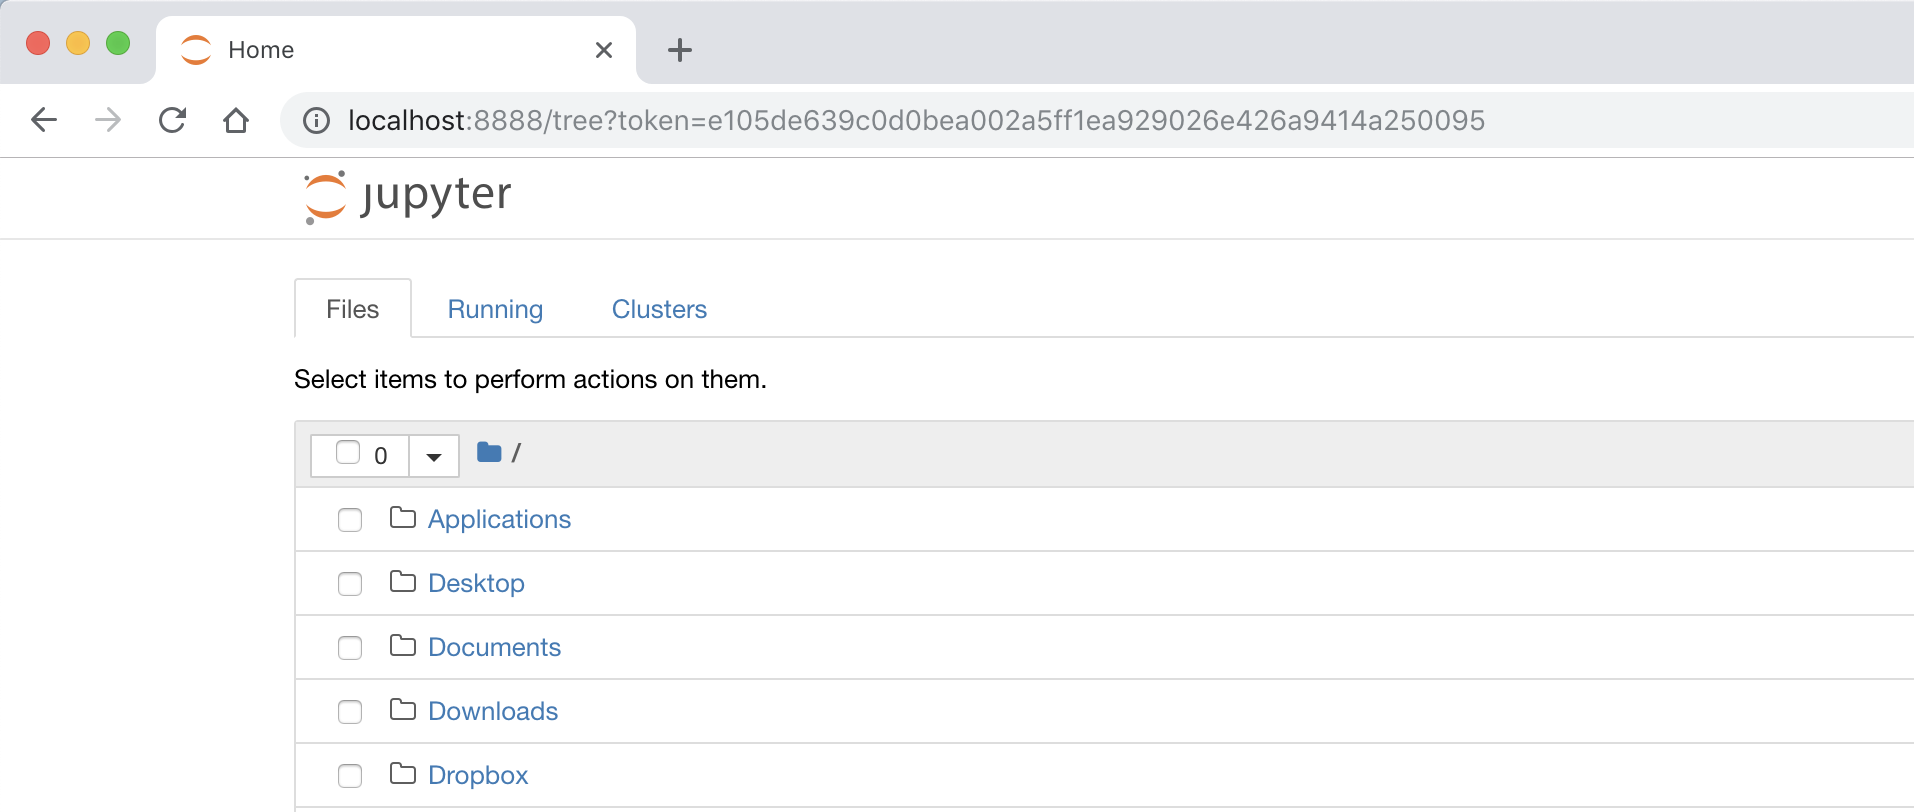 Home
localhost:8888/tree?token=e105de639c0d0bea002a5ff1ea929026e426a9414a250095
jupyter
Files Running Clusters
Select items to perform actions on them.
0 /
Applications
Desktop
Documents
Downloads
Dropbox